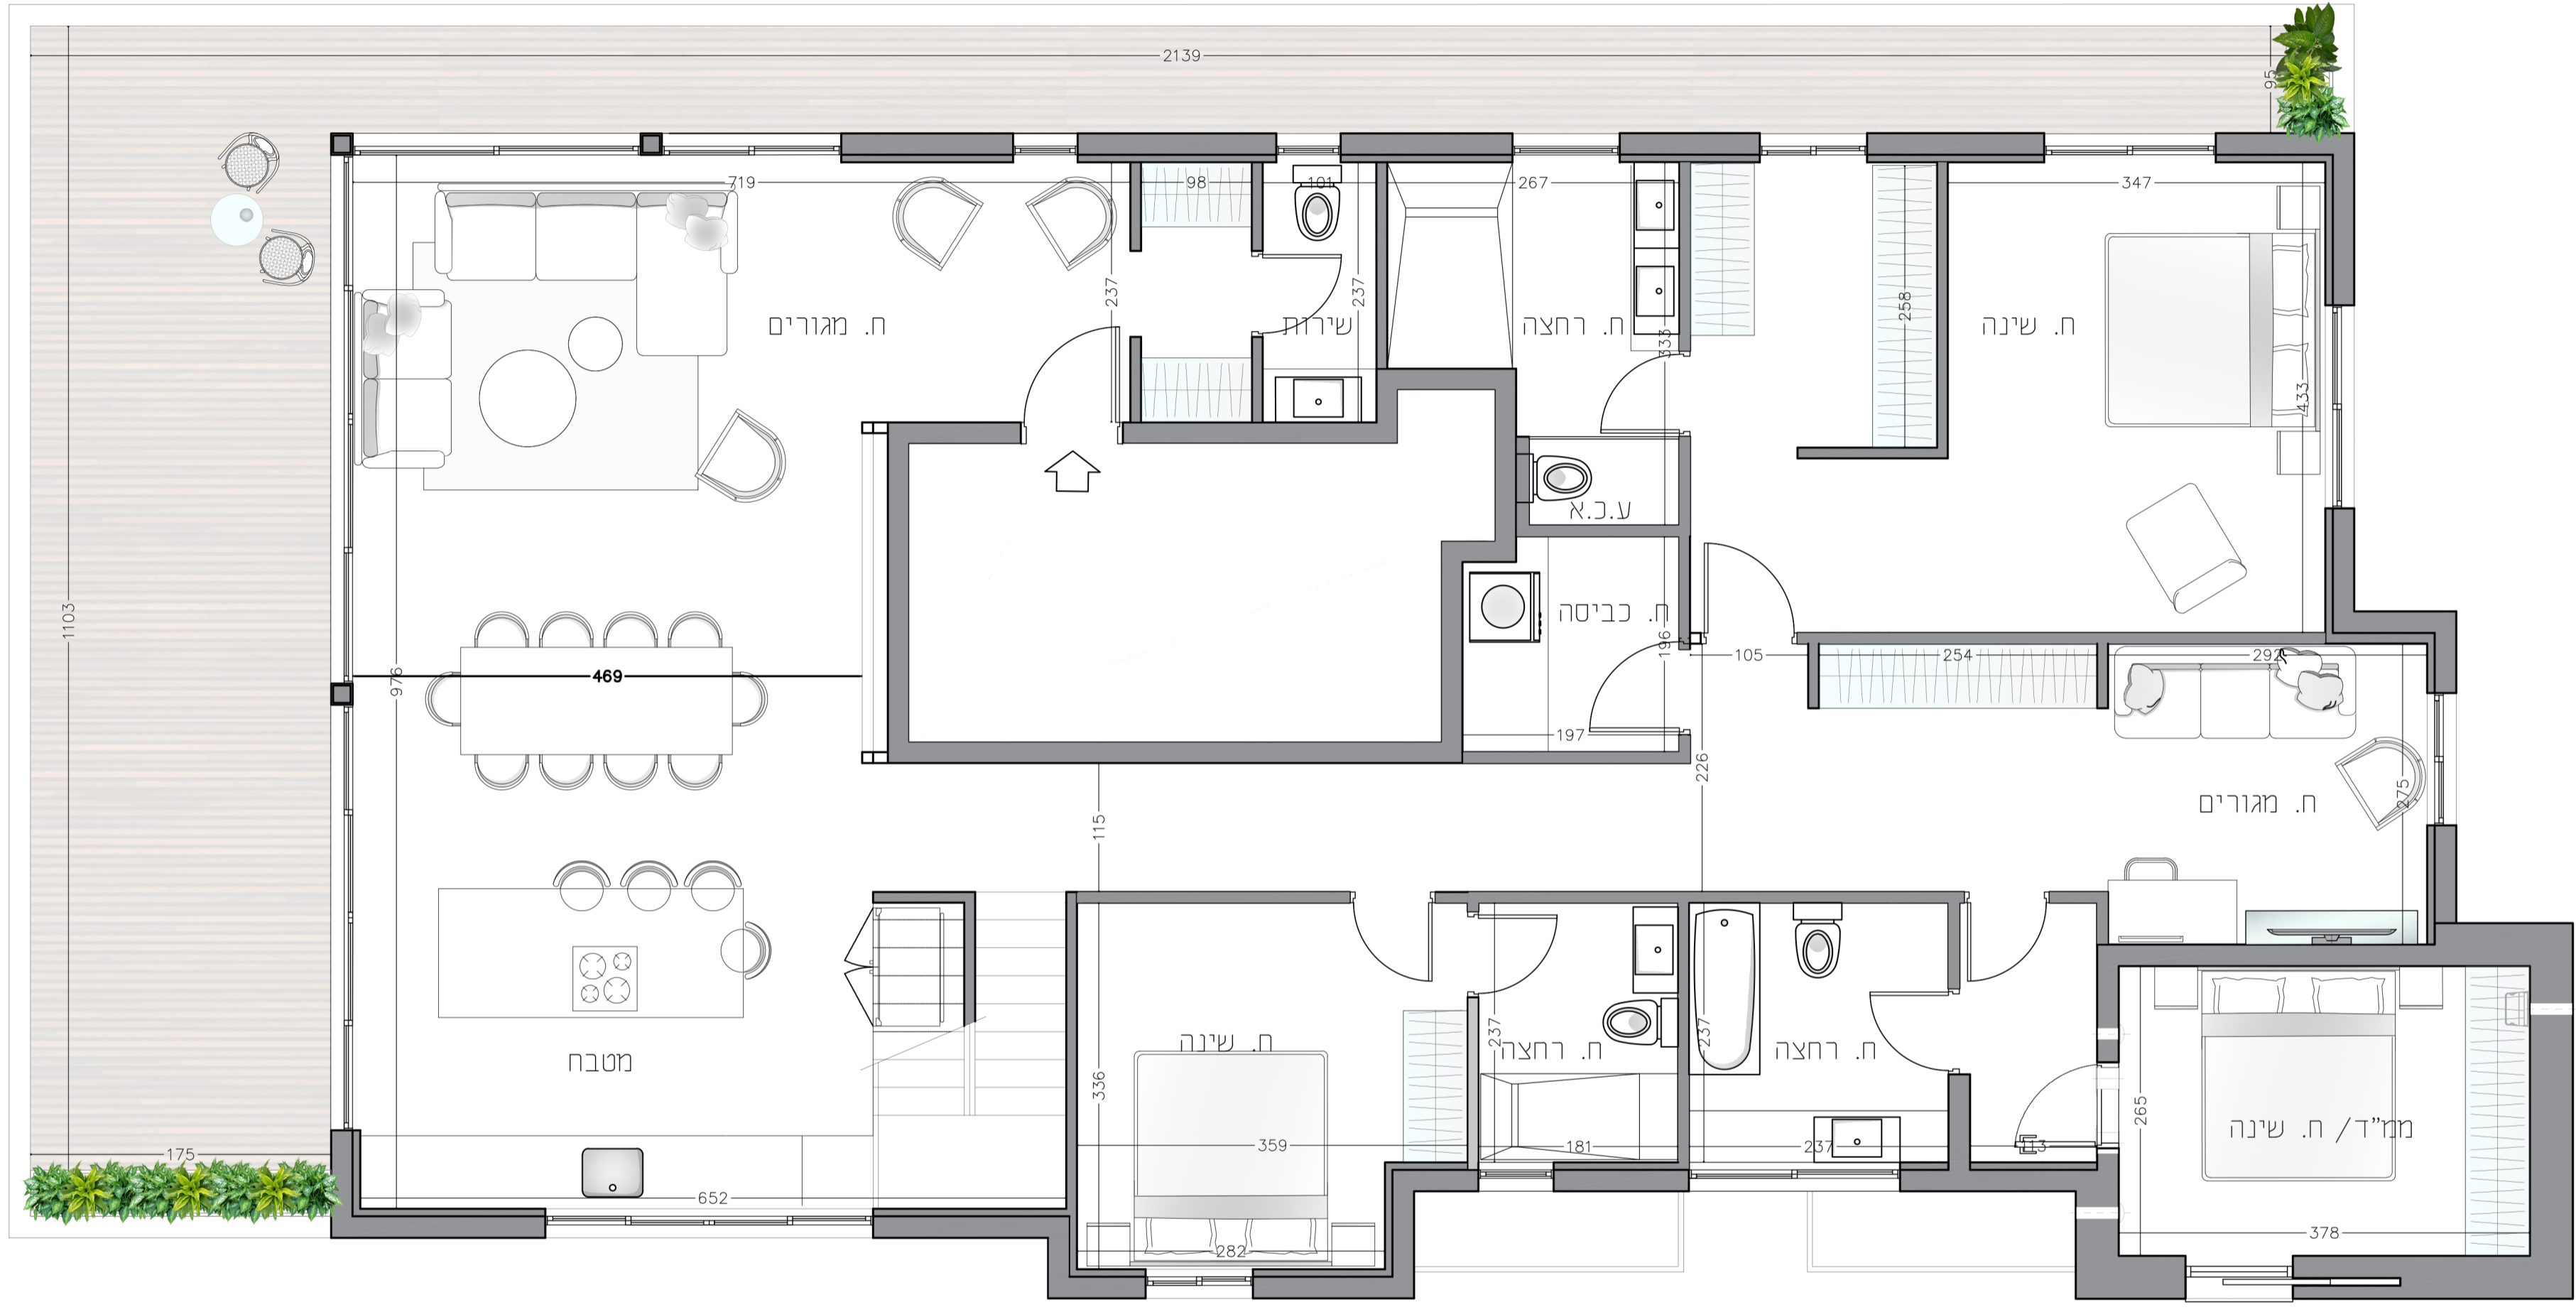 2139
95
719
98
101
267
347
237
237
258
ח. מגורים
שירות
ח. רחצה
ח. שינה
333
433
ע.כ.א
1103
ח. כביסה
196
976
469
105
254
292
197
226
275
ח. מגורים
115
ח. שינה
237
ח. רחצה
237
ח. רחצה
מטבח
336
265
ממ"ד/ ח. שינה
175
359
181
237
113
652
282
378